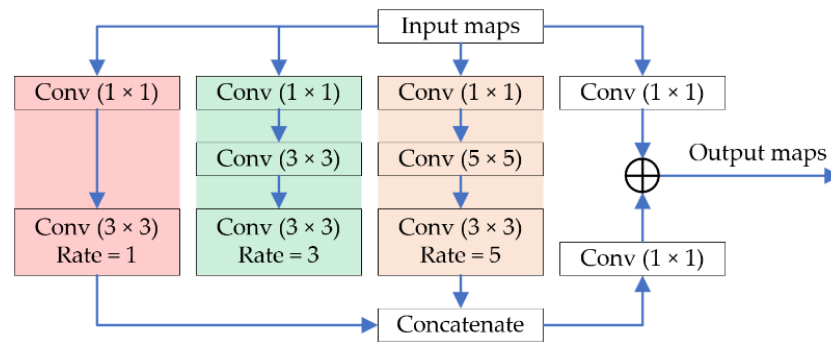 Input maps
Conv (1 × 1)
Conv (1 × 1)
Conv (1 × 1)
Conv (1 × 1)
Conv (3 × 3)
Conv (5 × 5)
Output maps
Conv (3 × 3)
Rate = 1
Conv (3 × 3)
Rate = 3
Conv (3 × 3)
Rate = 5
Conv (1 × 1)
Concatenate